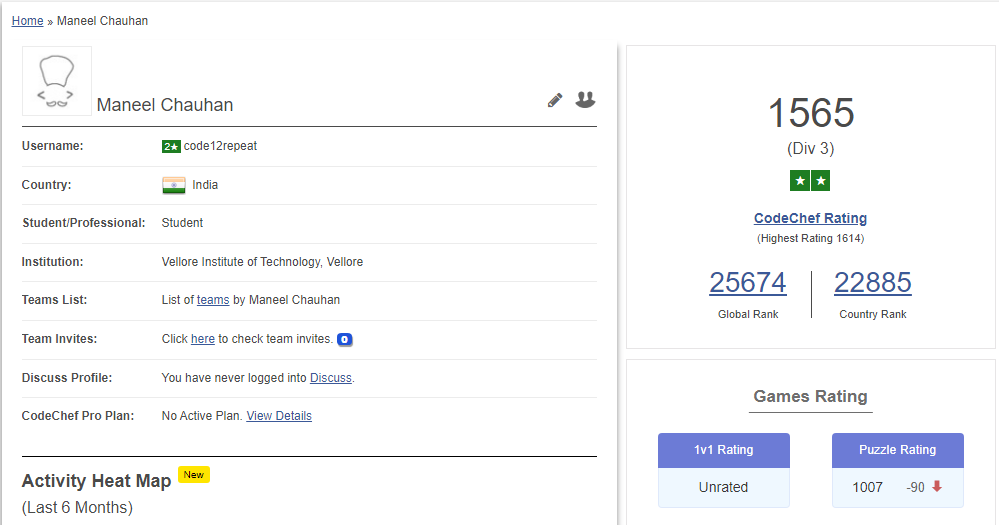 Home » Maneel Chauhan
Maneel Chauhan
Username: 2★ code12repeat
Country: India
Student/Professional: Student
Institution: Vellore Institute of Technology, Vellore
Teams List: List of teams by Maneel Chauhan
Team Invites: Click here to check team invites. 0
Discuss Profile: You have never logged into Discuss.
CodeChef Pro Plan: No Active Plan. View Details
Activity Heat Map New
(Last 6 Months)
1565
(Div 3)
★ ★
CodeChef Rating
(Highest Rating 1614)
25674 22885
Global Rank Country Rank
Games Rating
1v1 Rating Puzzle Rating
Unrated 1007 -90